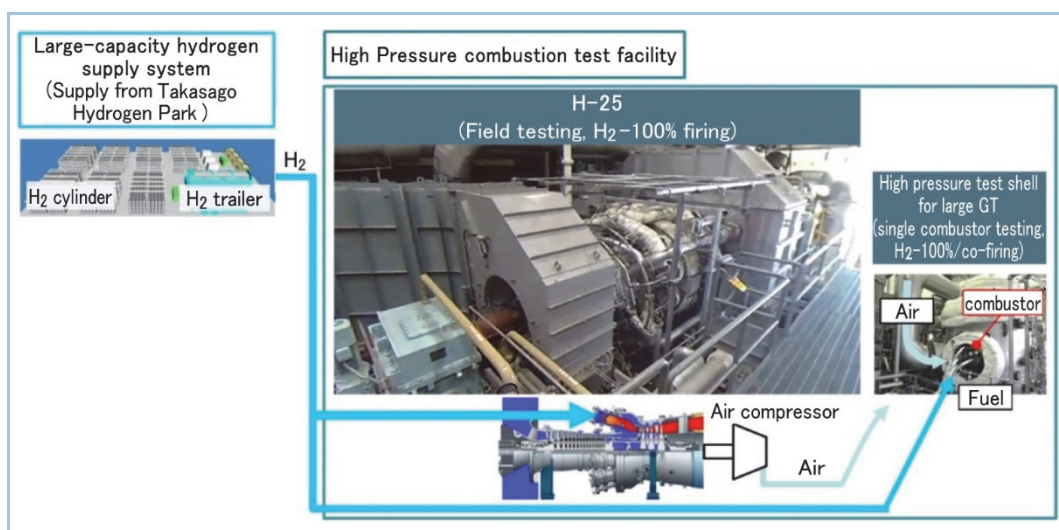 Large-capacity hydrogen
supply system
(Supply from Takasago
Hydrogen Park )
H2 cylinder
H2 trailer
H2
High Pressure combustion test facility
H-25
(Field testing, H2-100% firing)
High pressure test shell
for large GT
(single combustor testing,
H2-100%/co-firing)
Air
combustor
Fuel
Air compressor
Air